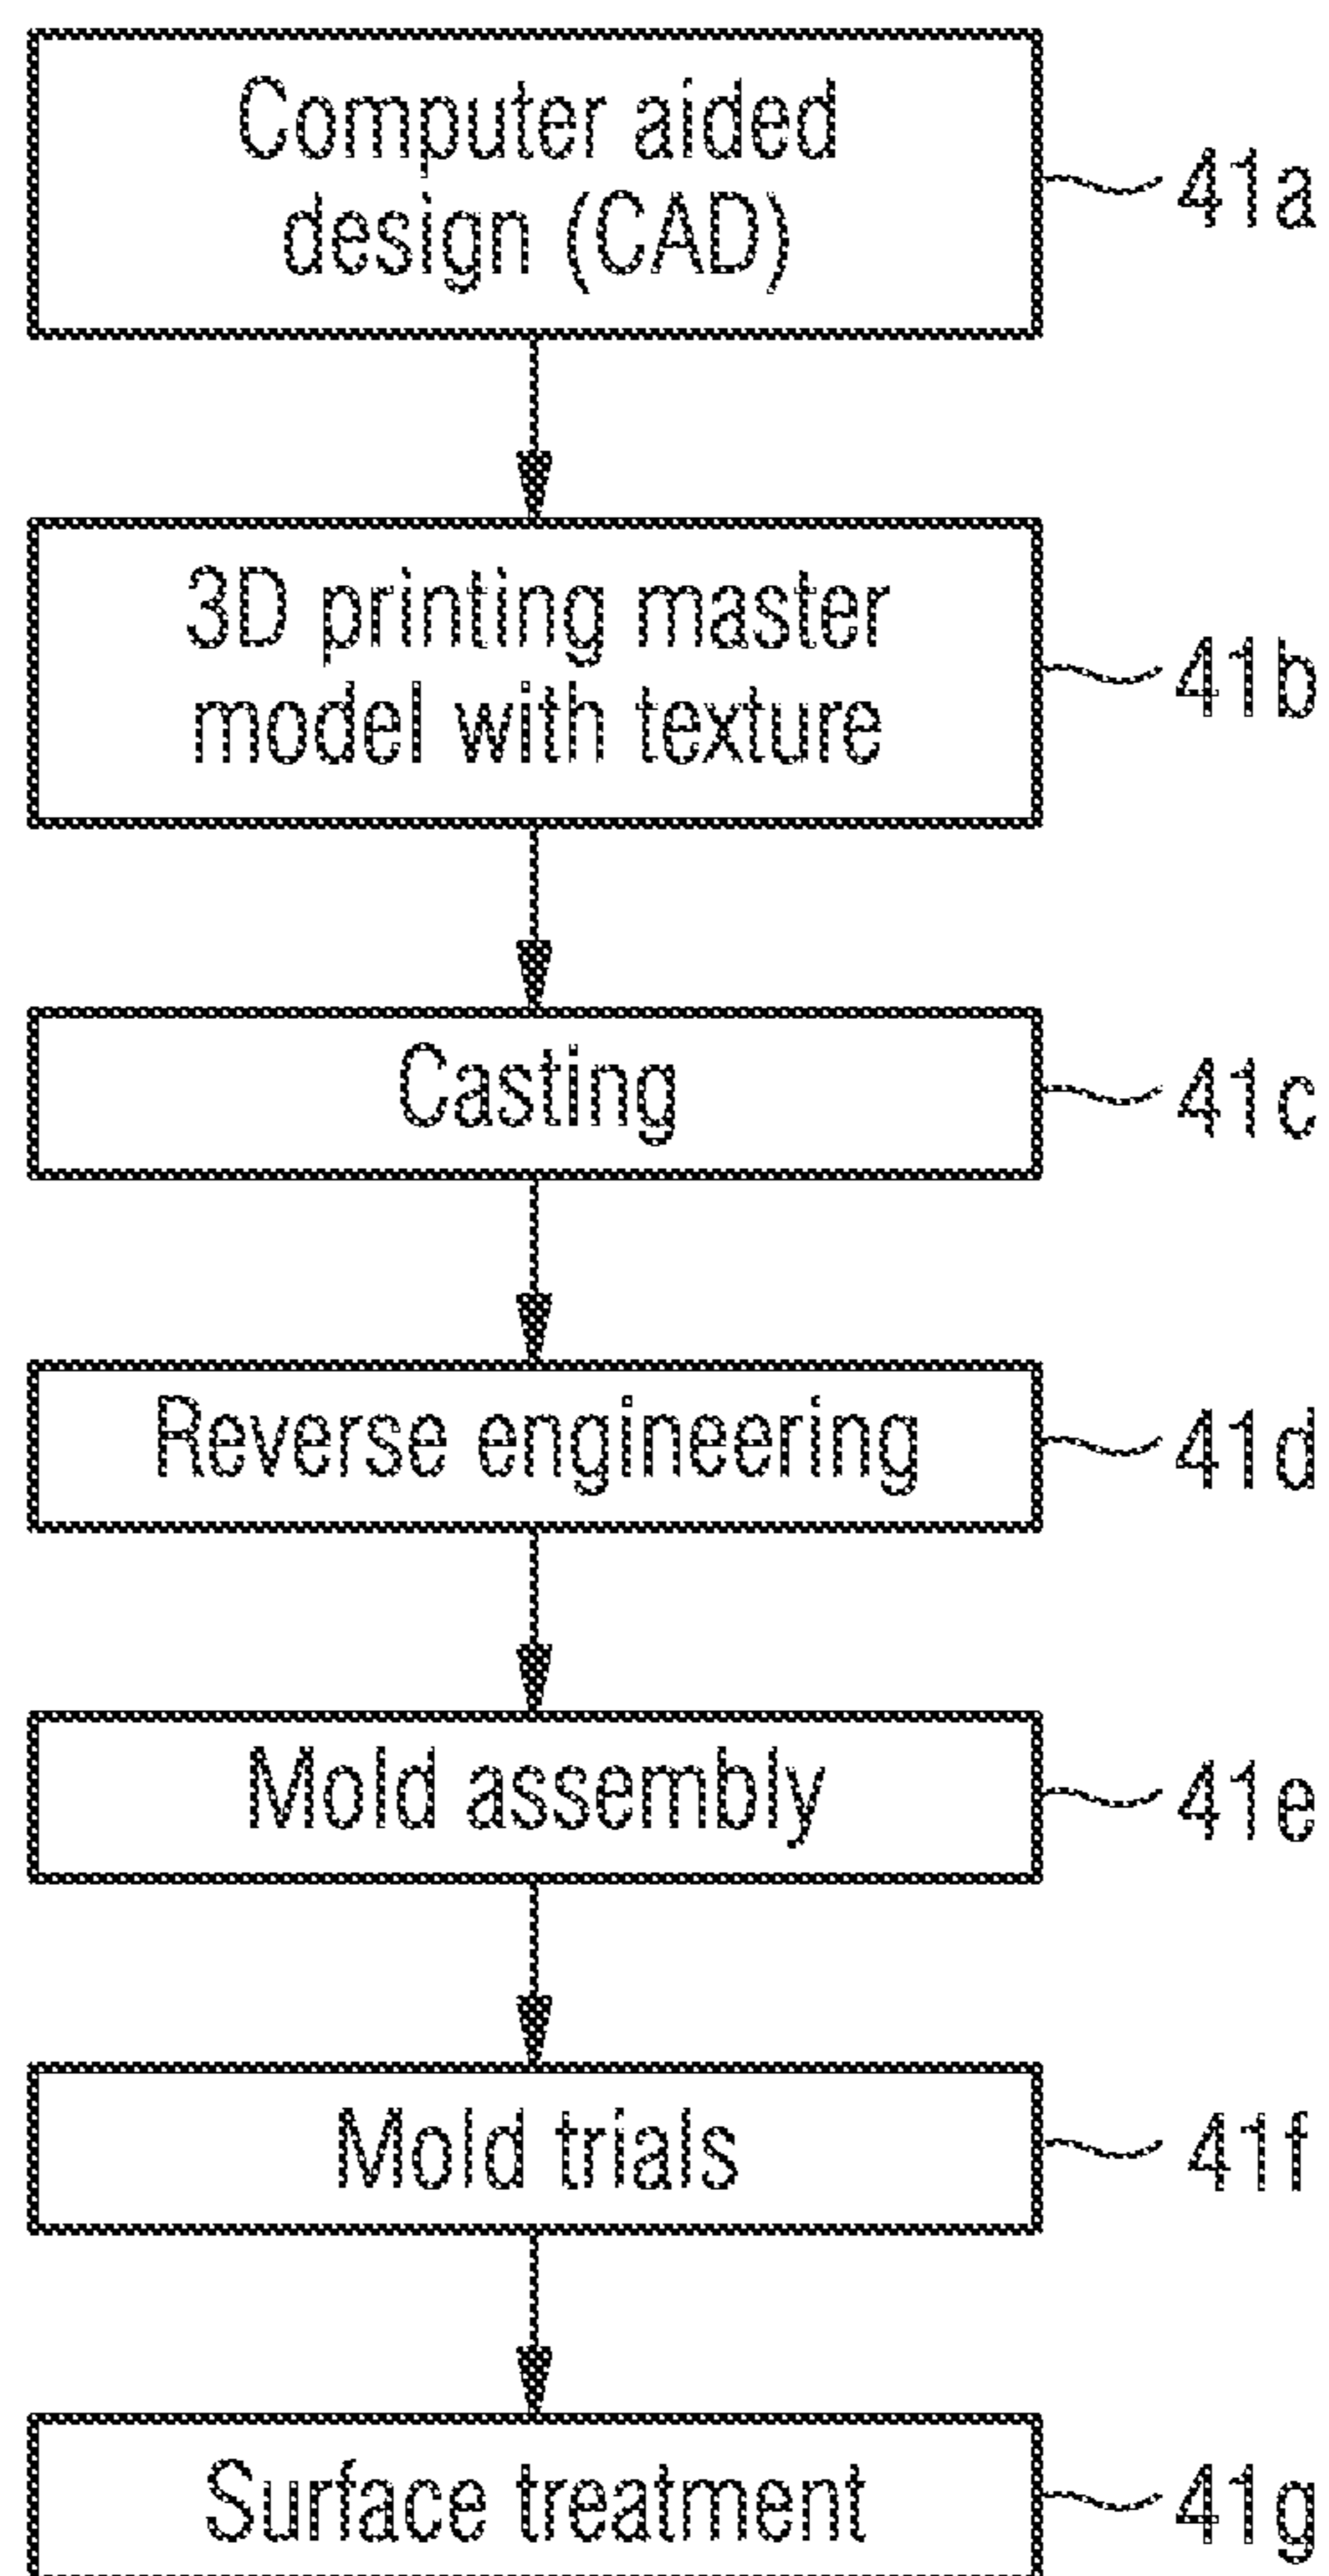 Computer aided
design (CAD)
41a
3D printing master
model with texture
41b
Casting
41c
Reverse engineering
41d
Mold assembly
41e
Mold trials
41f
Surface treatment
41g